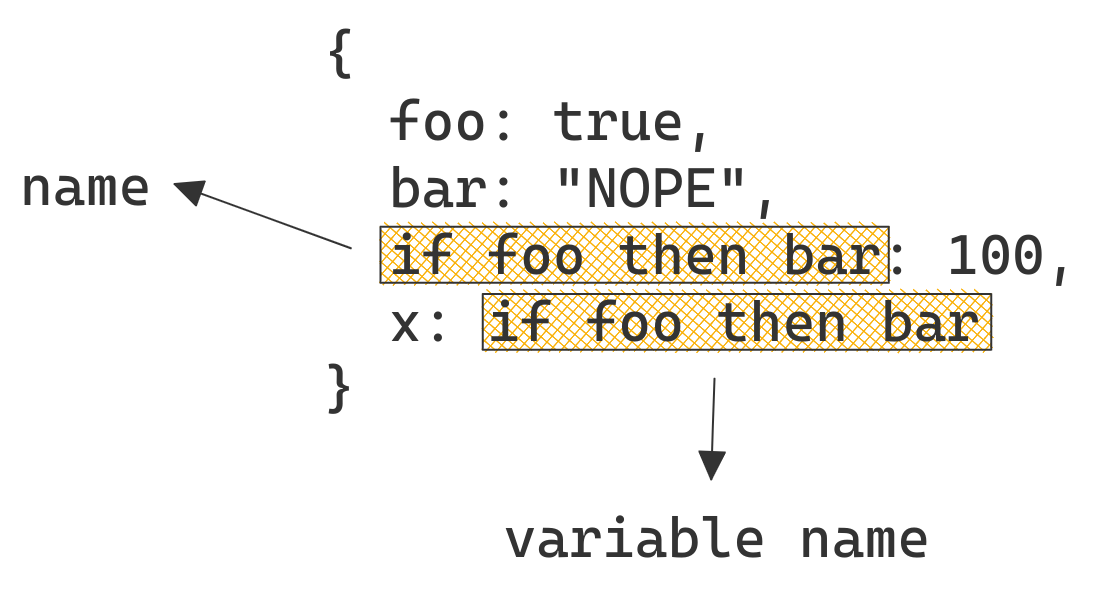 {
foo: true,
bar: "NOPE",
name
if foo then bar: 100,
x: if foo then bar
}
variable name